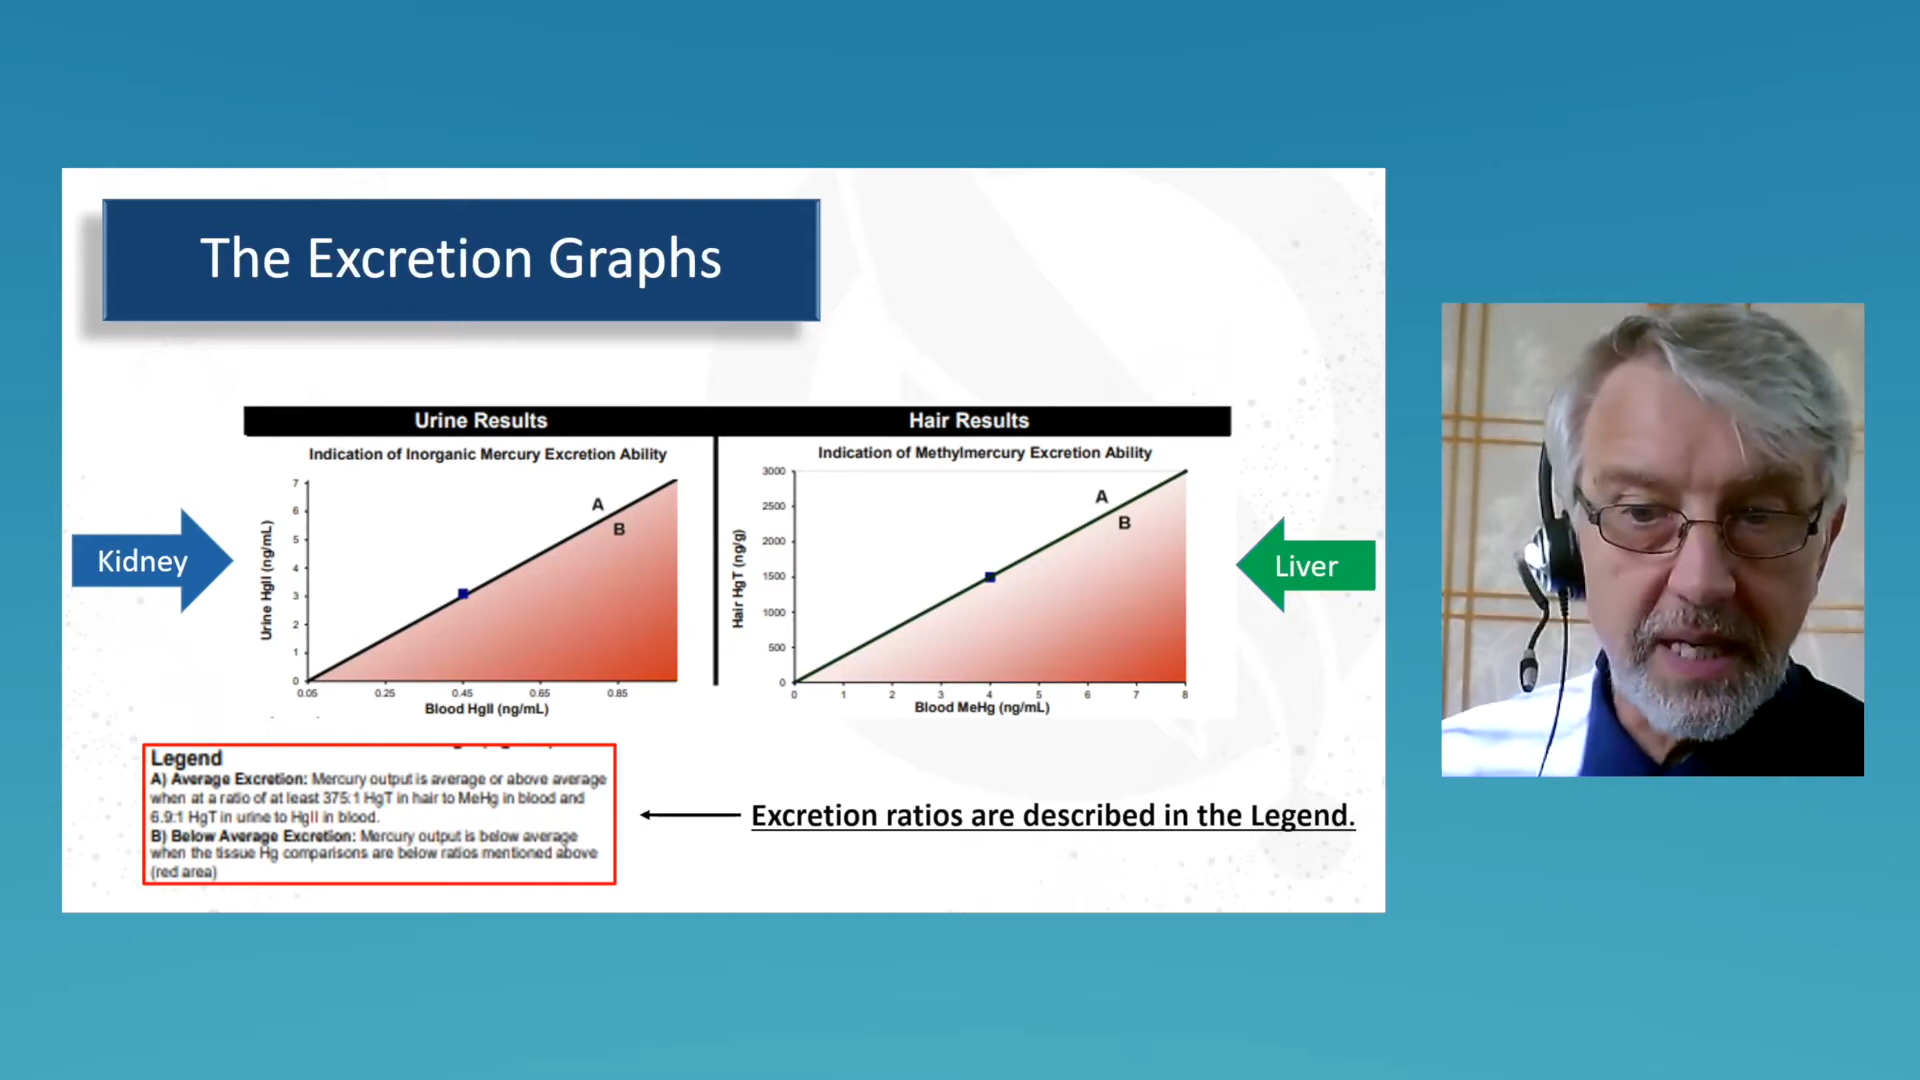 The Excretion Graphs
Urine Results
Hair Results
Indication of Inorganic Mercury Excretion Ability
Indication of Methylmercury Excretion Ability
Kidney
Urine HgII (ng/mL)
7
6
5
4
3
2
1
0
A
B
0.05 0.25 0.45 0.65 0.85
Blood HgII (ng/mL)
Hair HgT (ng/g)
3000
2500
2000
1500
1000
500
0
A
B
0 1 2 3 4 5 6 7 8
Blood MeHg (ng/mL)
Liver
Legend
A) Average Excretion: Mercury output is average or above average
when at a ratio of at least 375:1 HgT in hair to MeHg in blood and
6.9:1 HgT in urine to HgII in blood.
B) Below Average Excretion: Mercury output is below average
when the tissue Hg comparisons are below ratios mentioned above
(red area)
Excretion ratios are described in the Legend.